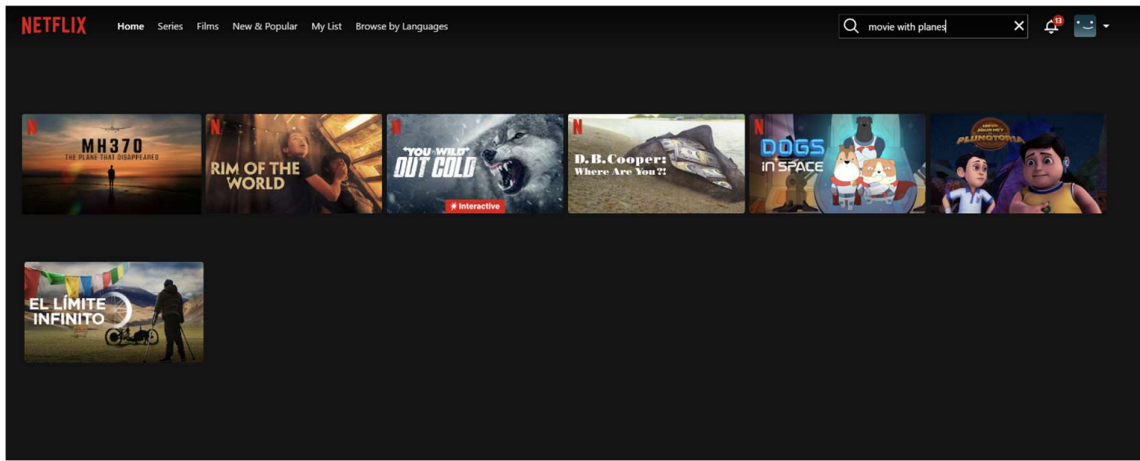 NETFLIX
Home Series Films New & Popular My List Browse by Languages
movie with planes
13
N
MH370
THE PLANE THAT DISAPPEARED
N
RIM OF THE
WORLD
N
"YOU VS. WILD"
OUT COLD
Interactive
N
D.B.Cooper:
Where Are You?!
N
DOGS
IN SPACE
JOURNEY
PLUNGTOPIA
EL LÍMITE
INFINITO